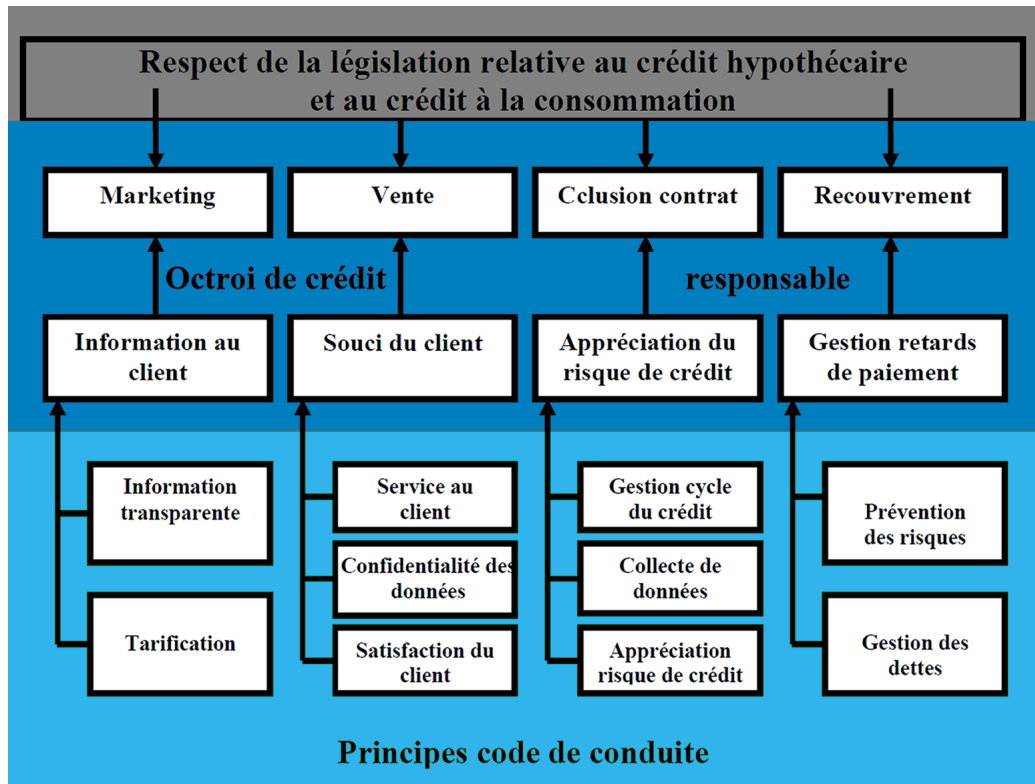 Respect de la législation relative au crédit hypothécaire
et au crédit à la consommation
Marketing
Vente
Cclusion contrat
Recouvrement
Octroi de crédit
responsable
Information au
client
Souci du client
Appréciation du
risque de crédit
Gestion retards
de paiement
Information
transparente
Service au
client
Gestion cycle
du crédit
Prévention
des risques
Confidentialité des
données
Collecte de
données
Tarification
Satisfaction du
client
Appréciation
risque de crédit
Gestion des
dettes
Principes code de conduite